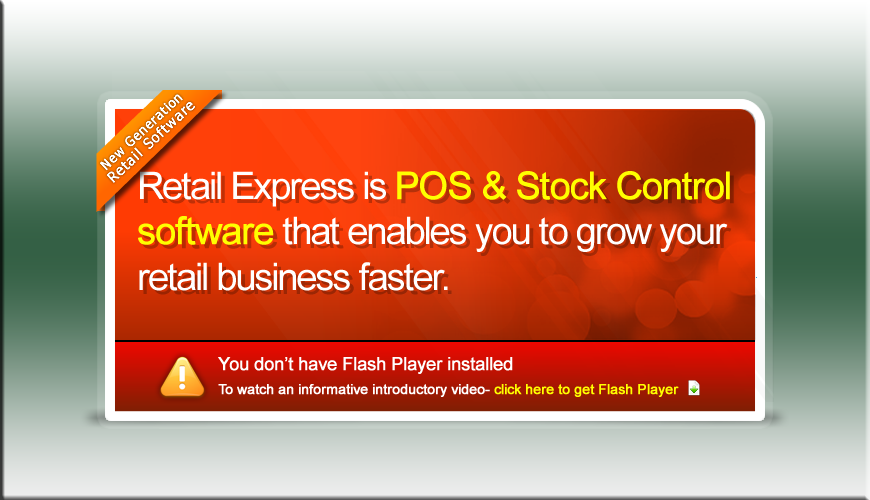 New Generation
Retail Software
Retail Express is POS & Stock Control
software that enables you to grow your
retail business faster.
You don’t have Flash Player installed
To watch an informative introductory video- click here to get Flash Player